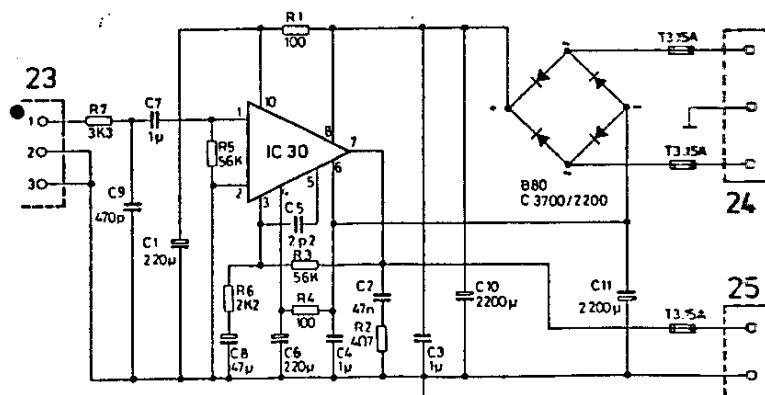 23
1
2
3
R7
3K3
C7
1µ
C9
470p
C1
220µ
R5
56K
R1
100
10
1
2
IC 30
8
7
6
5
4
3
C5
2p2
R3
56K
R6
2K2
R4
100
C8
47µ
C6
220µ
C4
1µ
C2
47n
R2
4Ω7
C3
1µ
C10
2200µ
C11
2200µ
B80
C 3700/2200
T3.15A
T3.15A
24
T3.15A
25